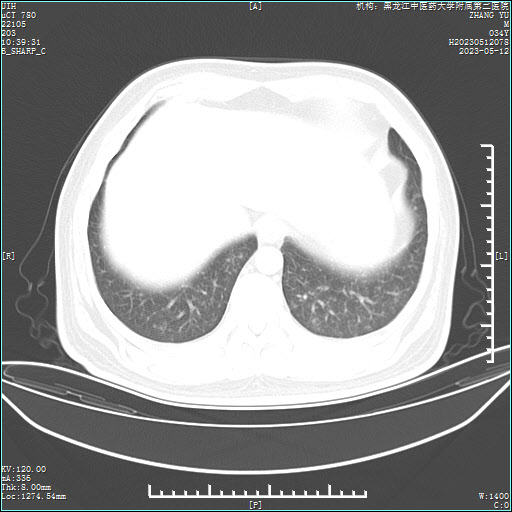 UIH
uCT 780
22105
203
10:39:31
B_SHARP_C
[A]
机构: 黑龙江中医药大学附属第二医院
ZHANG YU
M
034Y
H20230512078
2023-05-12
[R]
[L]
KV:120.00
mA:336
Thk:8.00mm
Loc:1274.54mm
[P]
W:1400
C:0